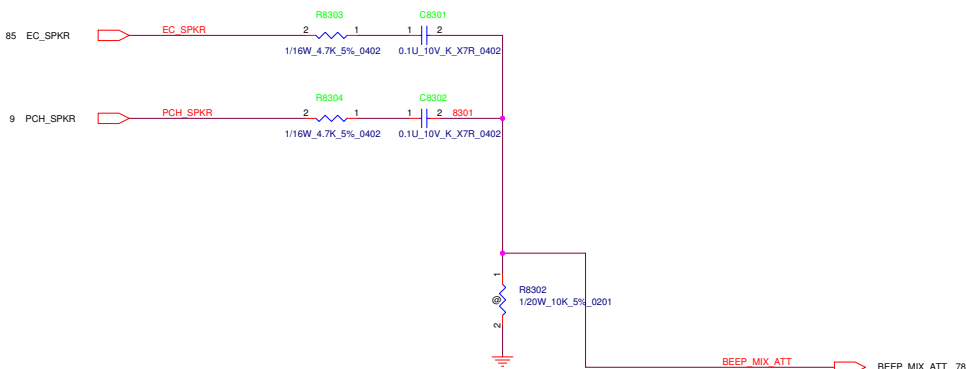 R8303 C8301
85 EC_SPKR EC_SPKR 2 1 1 2
1/16W_4.7K_5%_0402 0.1U_10V_K_X7R_0402
R8304 C8302
9 PCH_SPKR PCH_SPKR 2 1 1 2 8301
1/16W_4.7K_5%_0402 0.1U_10V_K_X7R_0402
1
R8302
@ 1/20W_10K_5%_0201
2
BEEP_MIX_ATT
BEEP_MIX_ATT 78